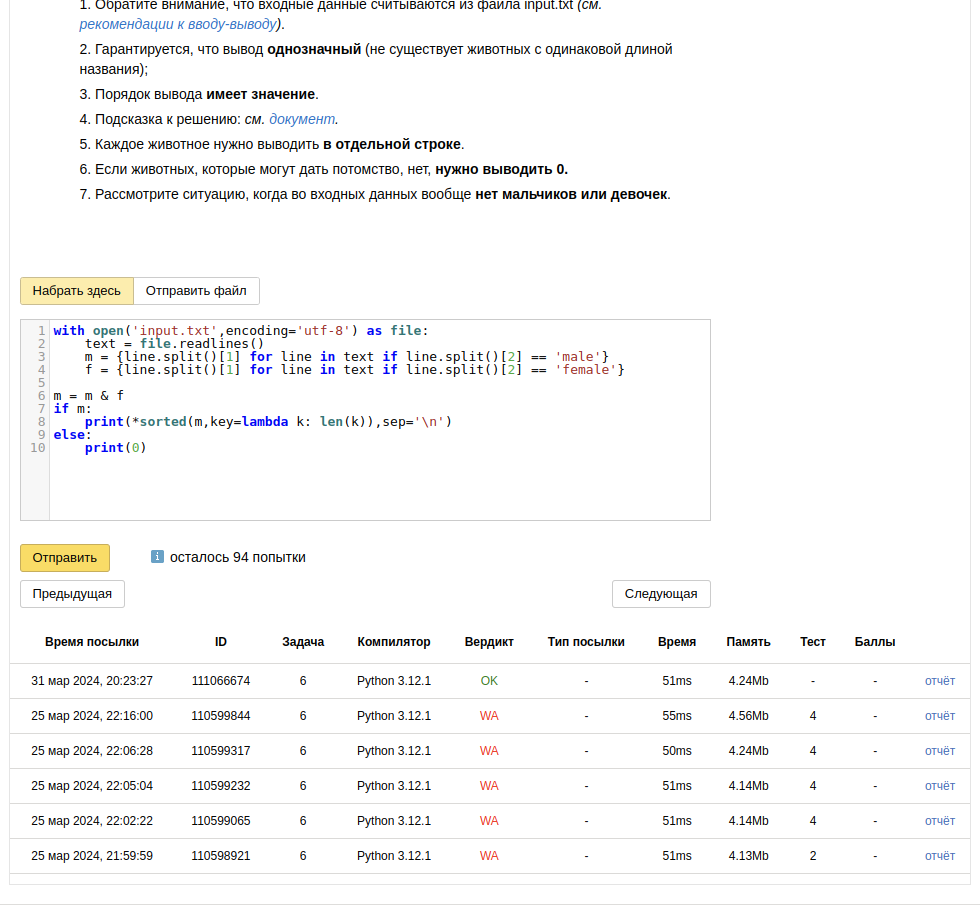 1. Обратите внимание, что входные данные считываются из файла input.txt (см.
рекомендации к вводу-выводу).
2. Гарантируется, что вывод однозначный (не существует животных с одинаковой длиной
названия);
3. Порядок вывода имеет значение.
4. Подсказка к решению: см. документ.
5. Каждое животное нужно выводить в отдельной строке.
6. Если животных, которые могут дать потомство, нет, нужно выводить 0.
7. Рассмотрите ситуацию, когда во входных данных вообще нет мальчиков или девочек.
Набрать здесь Отправить файл
1 with open('input.txt',encoding='utf-8') as file:
2     text = file.readlines()
3     m = {line.split()[1] for line in text if line.split()[2] == 'male'}
4     f = {line.split()[1] for line in text if line.split()[2] == 'female'}
5
6 m = m & f
7 if m:
8     print(*sorted(m,key=lambda k: len(k)),sep='\n')
9 else:
10     print(0)
Отправить i осталось 94 попытки
Предыдущая Следующая
Время посылки ID Задача Компилятор Вердикт Тип посылки Время Память Тест Баллы
31 мар 2024, 20:23:27 111066674 6 Python 3.12.1 OK - 51ms 4.24Mb - - отчёт
25 мар 2024, 22:16:00 110599844 6 Python 3.12.1 WA - 55ms 4.56Mb 4 - отчёт
25 мар 2024, 22:06:28 110599317 6 Python 3.12.1 WA - 50ms 4.24Mb 4 - отчёт
25 мар 2024, 22:05:04 110599232 6 Python 3.12.1 WA - 51ms 4.14Mb 4 - отчёт
25 мар 2024, 22:02:22 110599065 6 Python 3.12.1 WA - 51ms 4.14Mb 4 - отчёт
25 мар 2024, 21:59:59 110598921 6 Python 3.12.1 WA - 51ms 4.13Mb 2 - отчёт